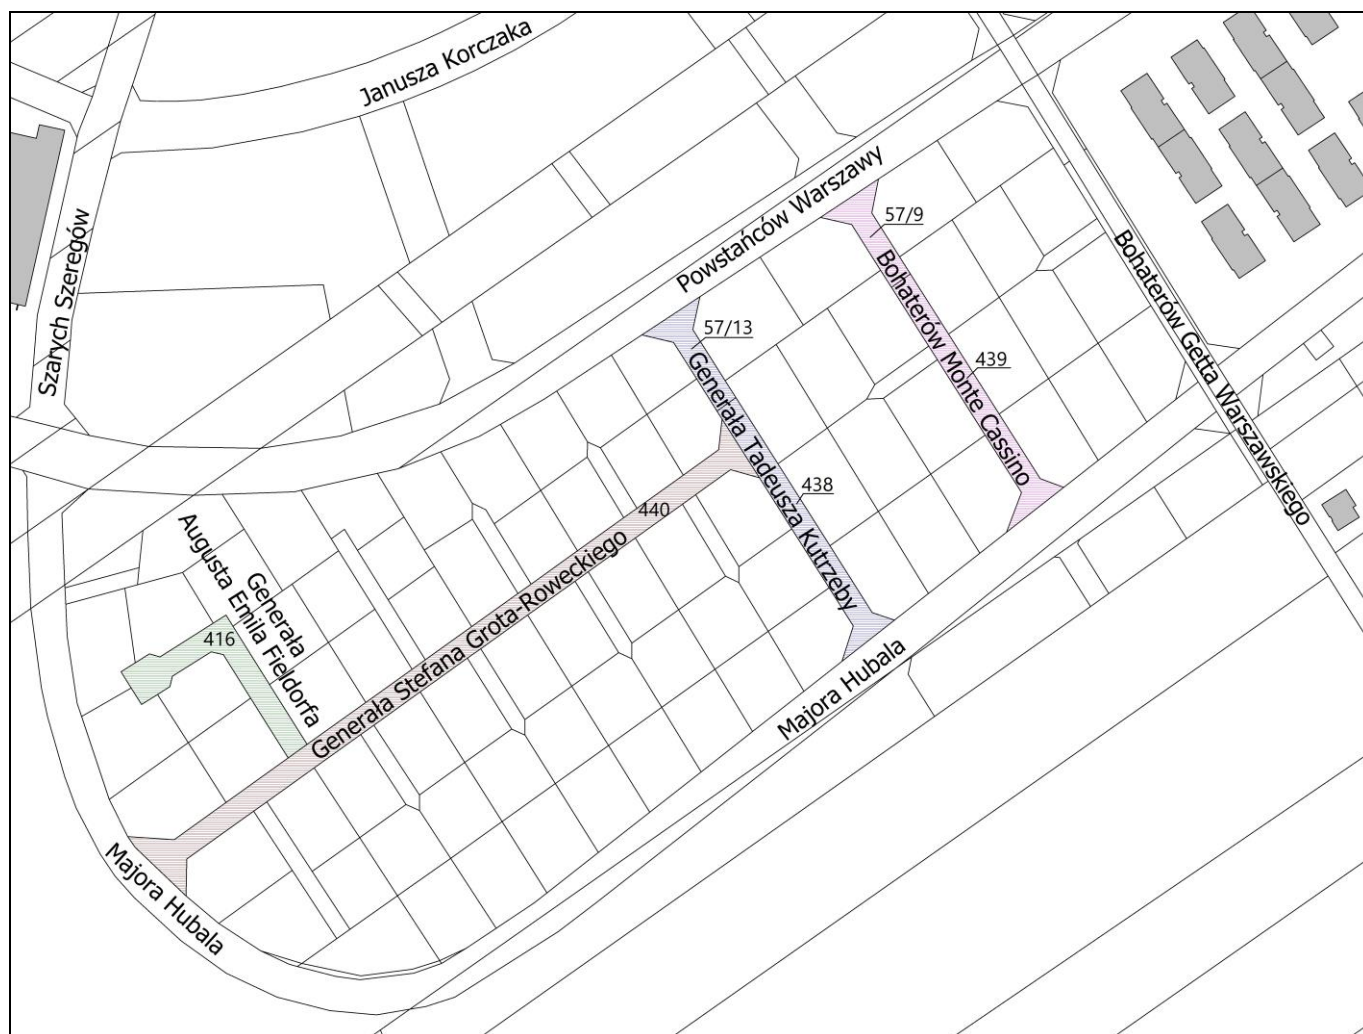 Janusza Korczaka
Szarych Szeregów
Powstańców Warszawy
57/9
Bohaterów Monte Cassino
439
Bohaterów Getta Warszawskiego
57/13
Generała Tadeusza Kutrzeby
438
440
Generała Stefana Grota-Roweckiego
Generała
Augusta Emila Fieldorfa
416
Majora Hubala
Majora Hubala